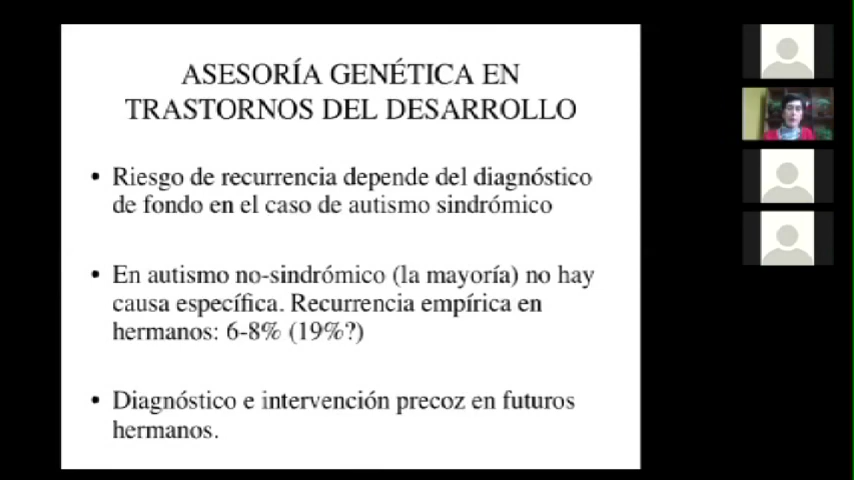 ASESORÍA GENÉTICA EN
TRASTORNOS DEL DESARROLLO
• Riesgo de recurrencia depende del diagnóstico
de fondo en el caso de autismo sindrómico
• En autismo no-sindrómico (la mayoría) no hay
causa específica. Recurrencia empírica en
hermanos: 6-8% (19%?)
• Diagnóstico e intervención precoz en futuros
hermanos.